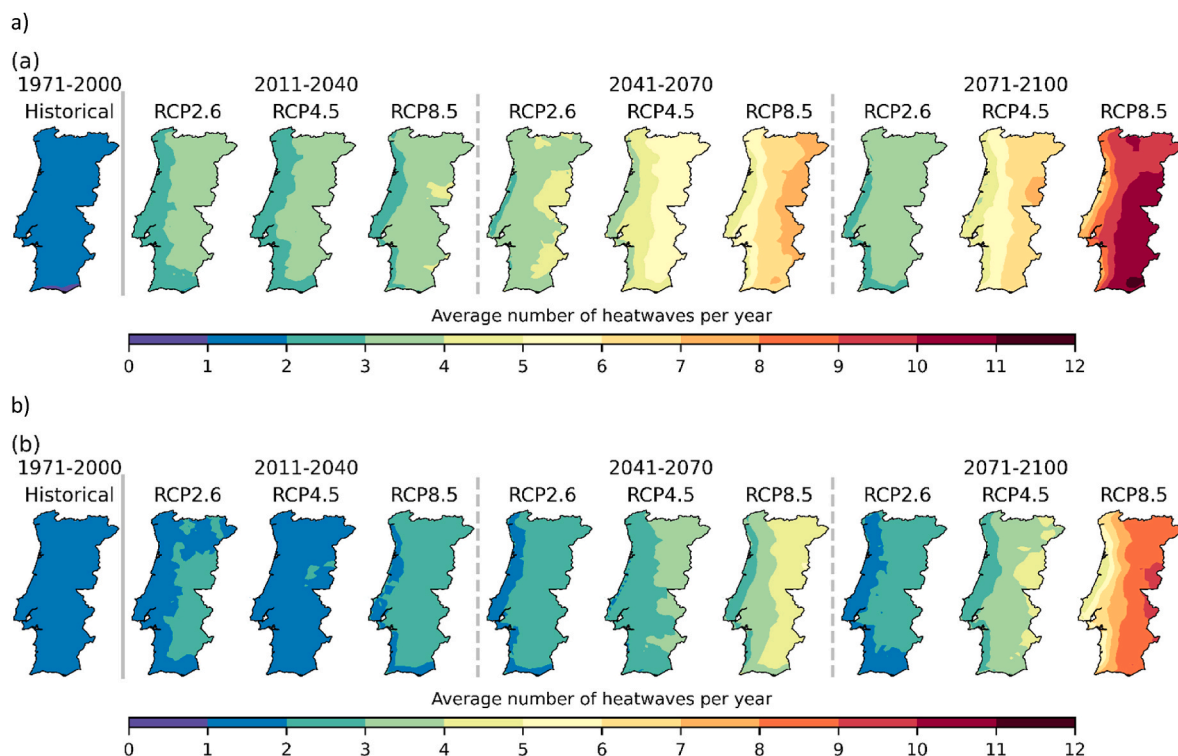 a)
(a)
1971-2000 2011-2040 2041-2070 2071-2100
Historical RCP2.6 RCP4.5 RCP8.5 RCP2.6 RCP4.5 RCP8.5 RCP2.6 RCP4.5 RCP8.5
Average number of heatwaves per year
0 1 2 3 4 5 6 7 8 9 10 11 12
b)
(b)
1971-2000 2011-2040 2041-2070 2071-2100
Historical RCP2.6 RCP4.5 RCP8.5 RCP2.6 RCP4.5 RCP8.5 RCP2.6 RCP4.5 RCP8.5
Average number of heatwaves per year
0 1 2 3 4 5 6 7 8 9 10 11 12